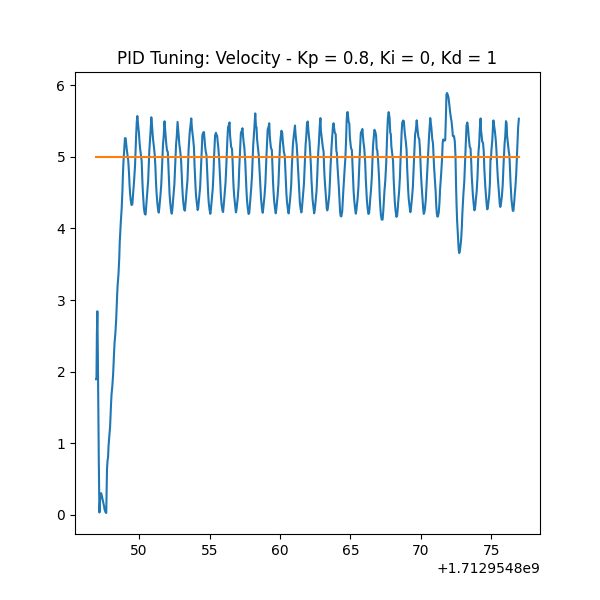 PID Tuning: Velocity - Kp = 0.8, Ki = 0, Kd = 1
6
5
4
3
2
1
0
50 55 60 65 70 75
+1.7129548e9